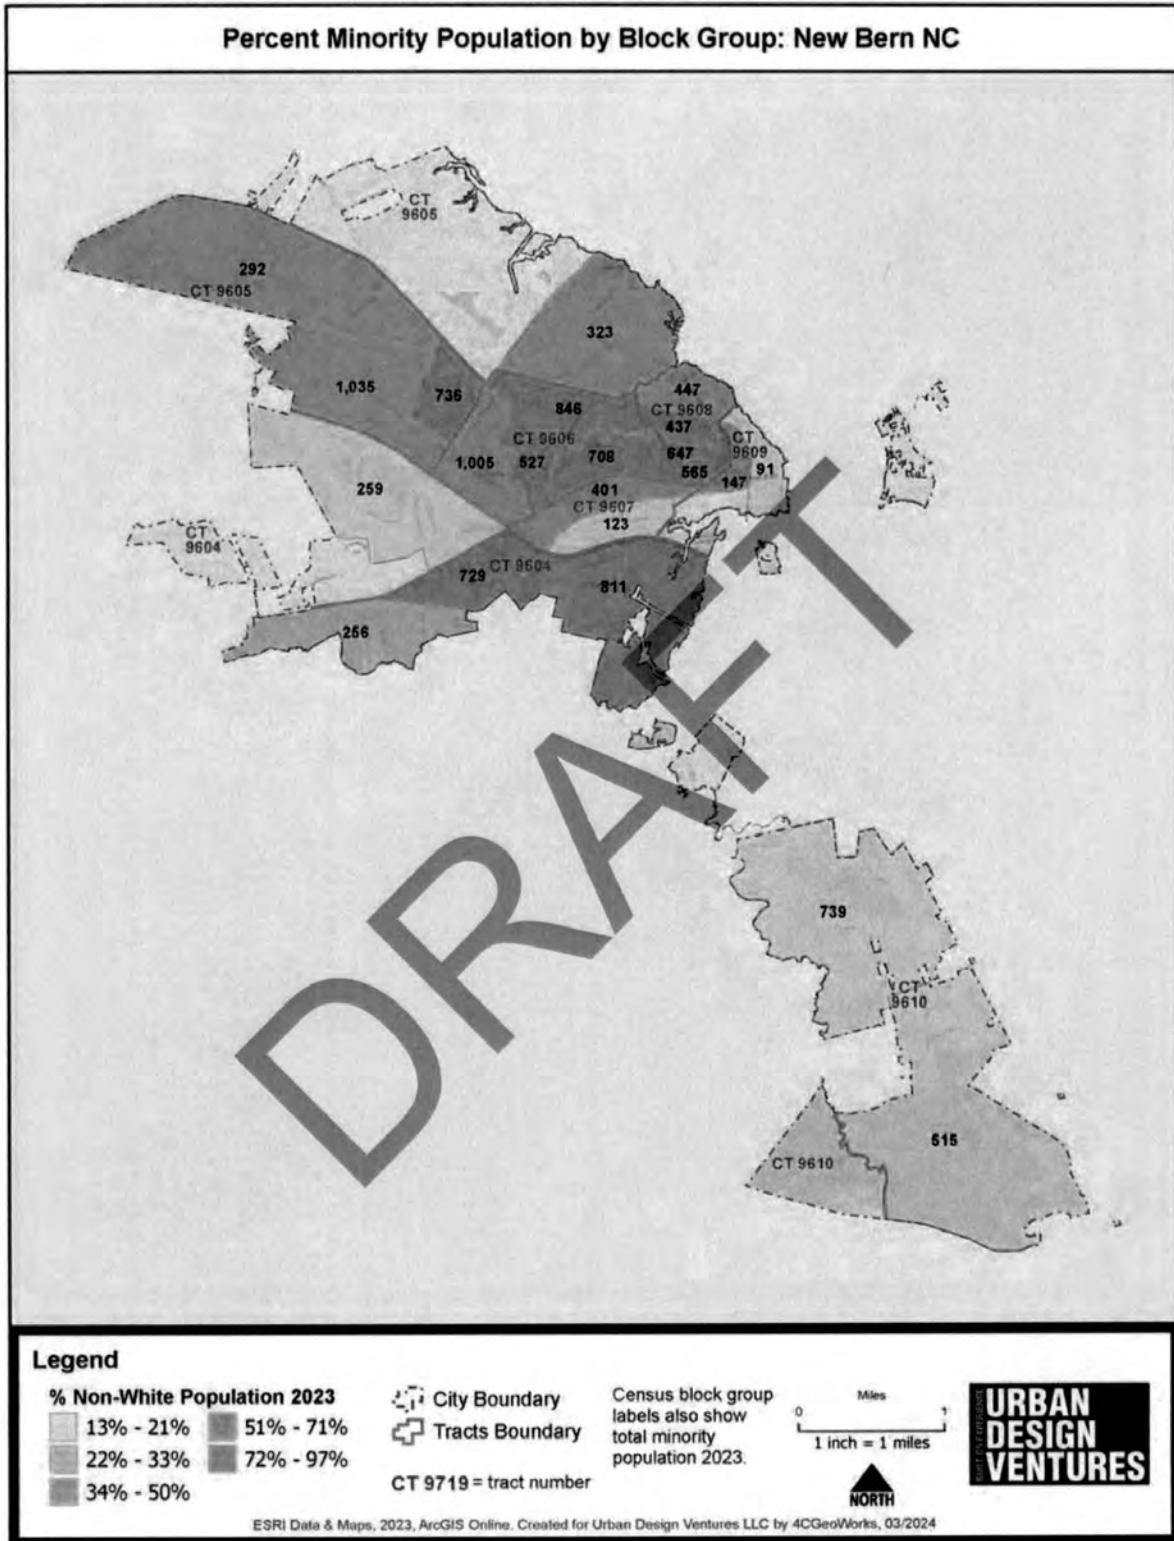 Percent Minority Population by Block Group: New Bern NC
CT
9605
292
CT 9605
323
1,035
736
447
846
CT 9608
437
CT 9606
CT
9609
1,005
527
708
647
565
91
147
401
259
CT 9607
123
CT
9604
CT 9604
729
811
256
739
CT
9610
515
CT 9610
DRAFT
Legend
% Non-White Population 2023
13% - 21%
51% - 71%
22% - 33%
72% - 97%
34% - 50%
City Boundary
Tracts Boundary
CT 9719 = tract number
Census block group
labels also show
total minority
population 2023.
Miles
0 1
1 inch = 1 miles
NORTH
URBAN
DESIGN
VENTURES
ESRI Data & Maps, 2023, ArcGIS Online. Created for Urban Design Ventures LLC by 4CGeoWorks, 03/2024